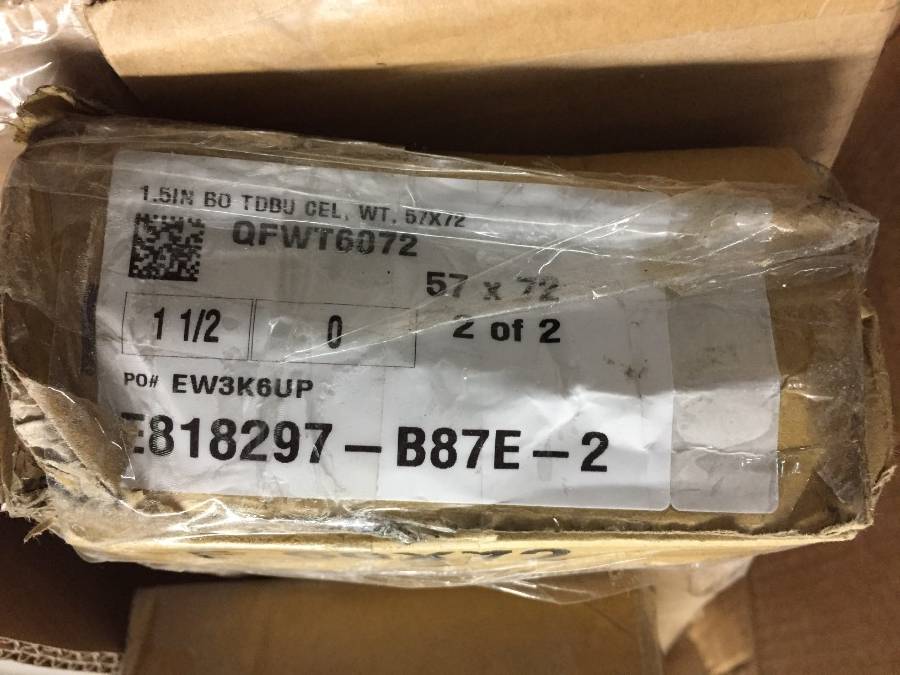 1.5IN BO TDBU CEL, WT, 57X72
QFWT6072
57 x 72
1 1/2
0
2 of 2
PO# EW3K6UP
E818297-B87E-2